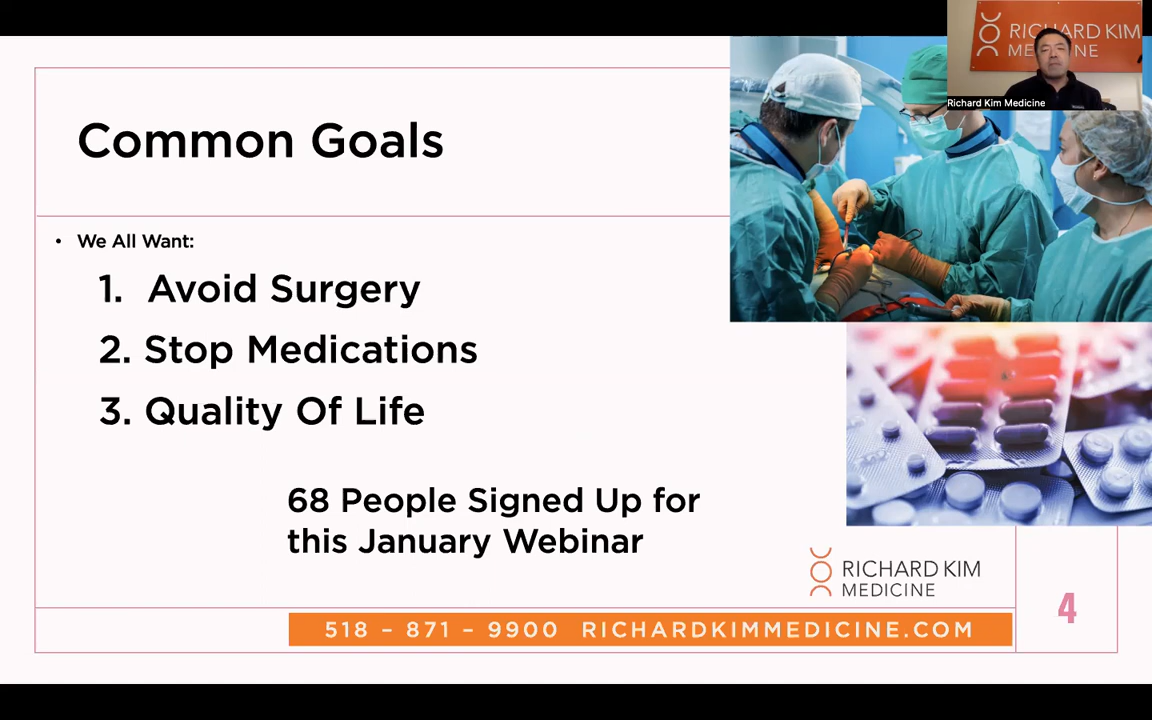 RICHARD KIM
MEDICINE
Richard Kim Medicine
Common Goals
• We All Want:
1. Avoid Surgery
2. Stop Medications
3. Quality Of Life
68 People Signed Up for
this January Webinar
RICHARD KIM
MEDICINE
4
518 – 871 – 9900 RICHARDKIMMEDICINE.COM